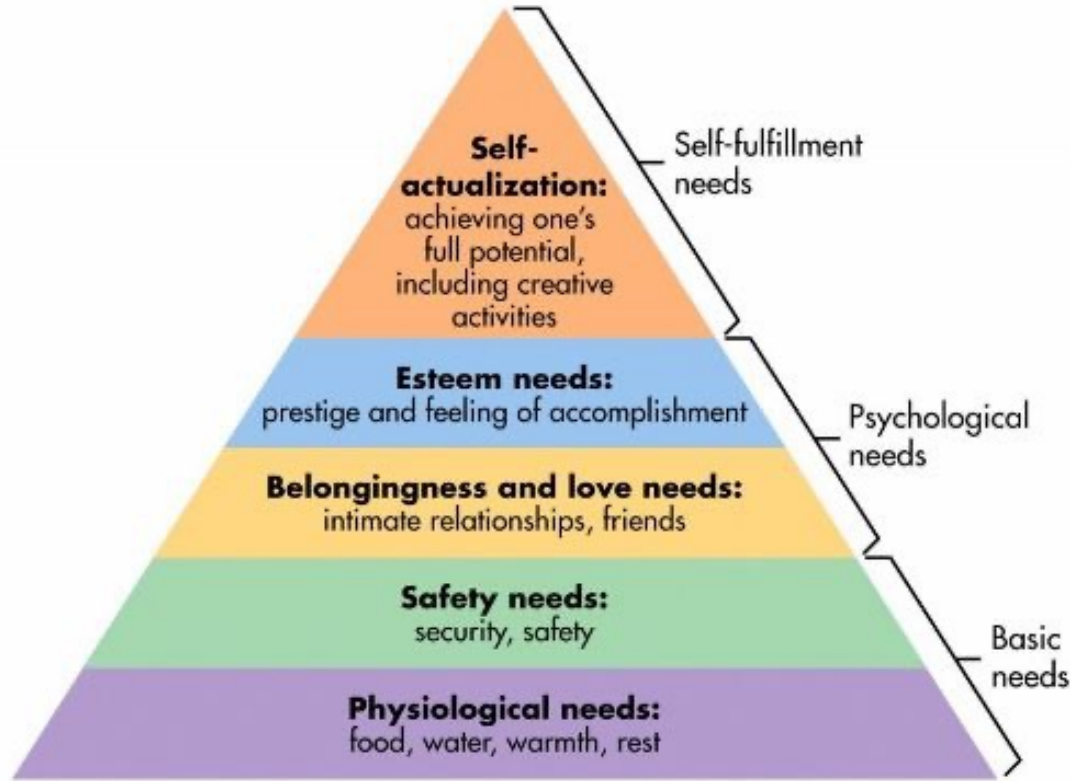 Self-
actualization:
achieving one's
full potential,
including creative
activities
Self-fulfillment
needs
Esteem needs:
prestige and feeling of accomplishment
Psychological
needs
Belongingness and love needs:
intimate relationships, friends
Safety needs:
security, safety
Basic
needs
Physiological needs:
food, water, warmth, rest